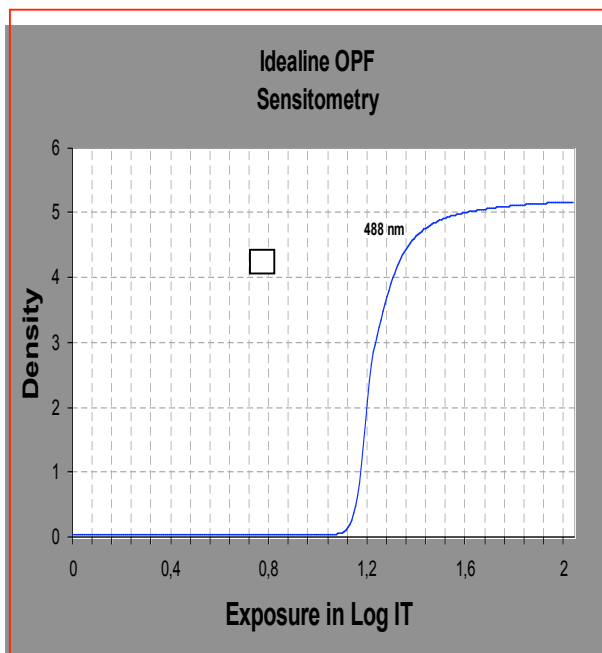 Idealine OPF
Sensitometry
6
5
4
3
2
1
0
488 nm
Density
0 0,4 0,8 1,2 1,6 2
Exposure in Log IT